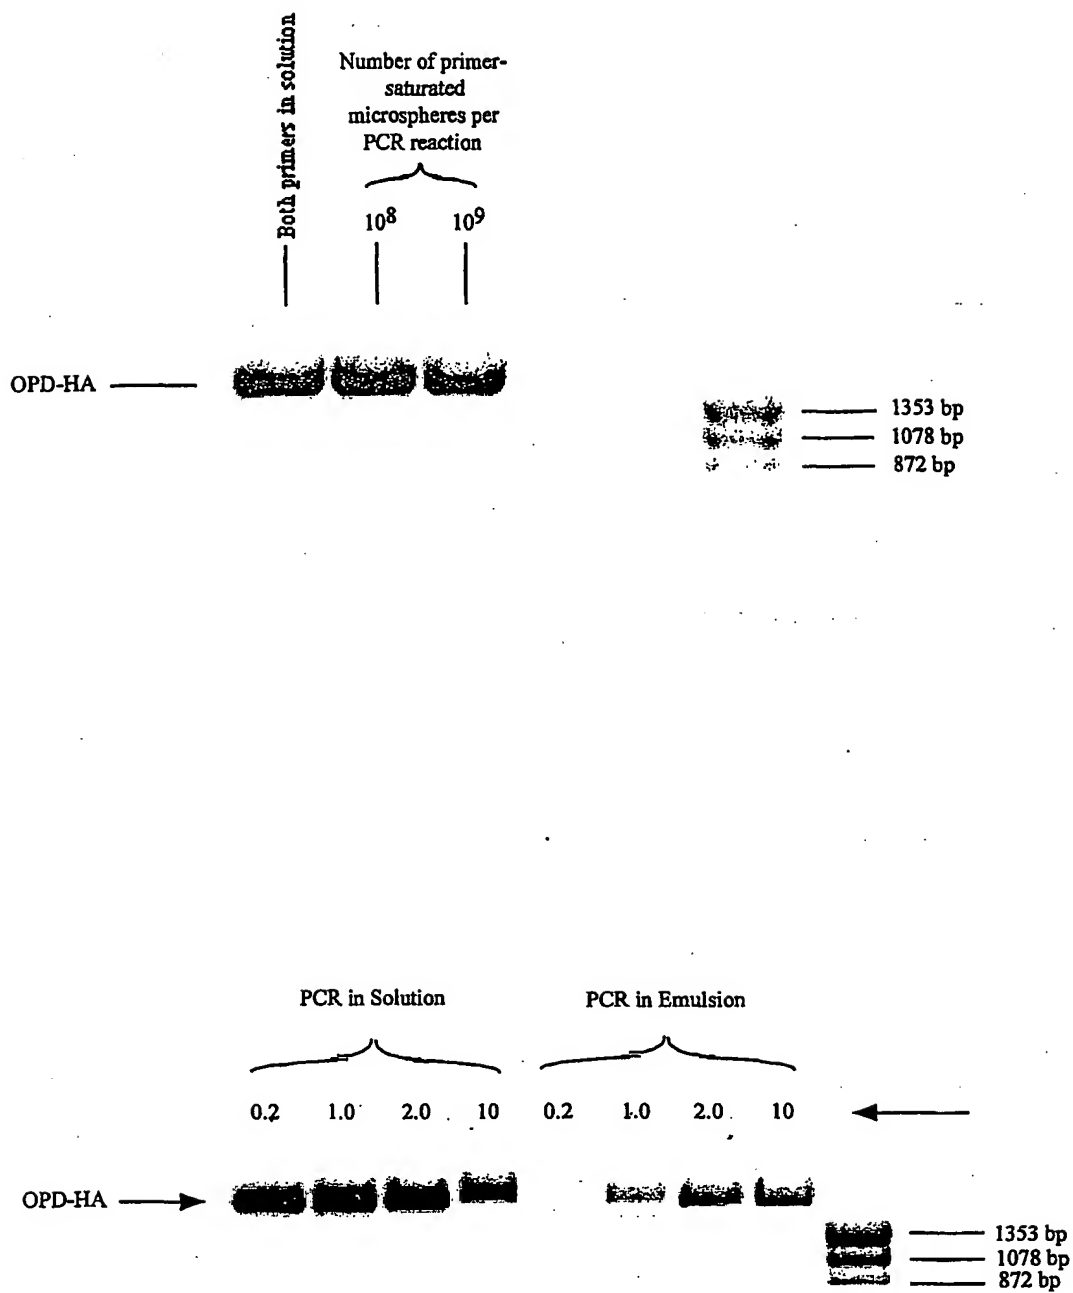 Both primers in solution
Number of primer-
saturated
microspheres per
PCR reaction
10⁸ 10⁹
OPD-HA
1353 bp
1078 bp
872 bp
PCR in Solution PCR in Emulsion
0.2 1.0 2.0 10 0.2 1.0 2.0 10
OPD-HA
1353 bp
1078 bp
872 bp